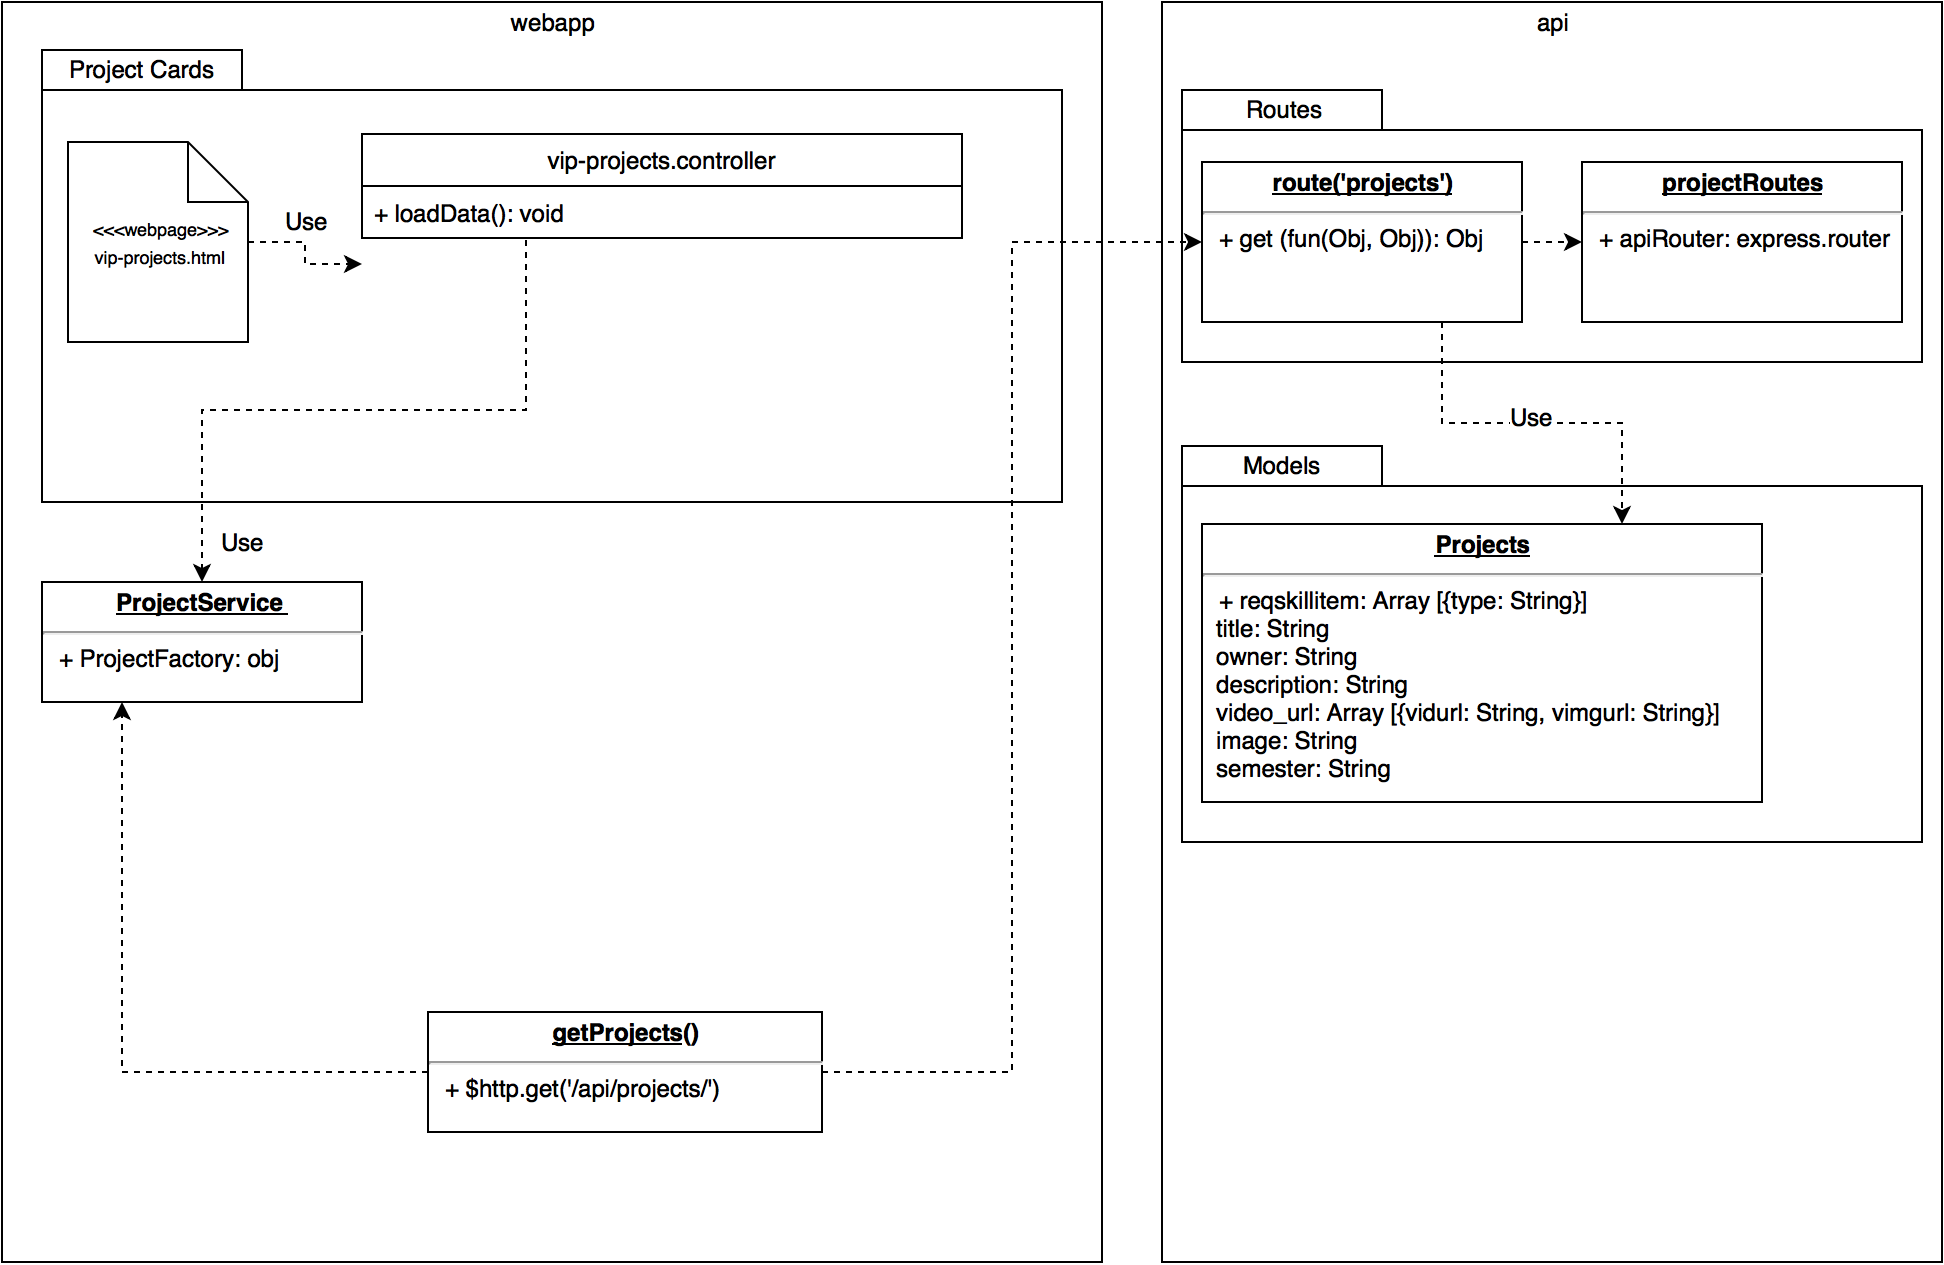 webapp
Project Cards
<<<webpage>>>
vip-projects.html
Use
vip-projects.controller
+ loadData(): void
Use
ProjectService
+ ProjectFactory: obj
getProjects()
+ $http.get('/api/projects/')
api
Routes
route('projects')
+ get (fun(Obj, Obj)): Obj
projectRoutes
+ apiRouter: express.router
Use
Models
Projects
+ reqskillitem: Array [{type: String}]
title: String
owner: String
description: String
video_url: Array [{vidurl: String, vimgurl: String}]
image: String
semester: String